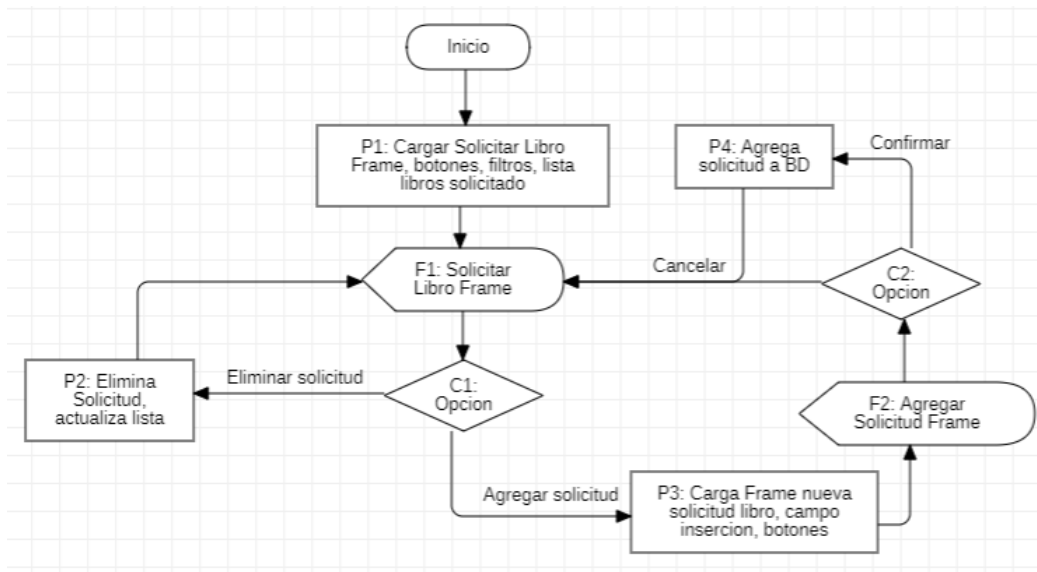 Inicio
P1: Cargar Solicitar Libro
Frame, botones, filtros, lista
libros solicitado
P4: Agrega
solicitud a BD
Confirmar
F1: Solicitar
Libro Frame
Cancelar
C2:
Opcion
P2: Elimina
Solicitud,
actualiza lista
Eliminar solicitud
C1:
Opcion
F2: Agregar
Solicitud Frame
Agregar solicitud
P3: Carga Frame nueva
solicitud libro, campo
insercion, botones